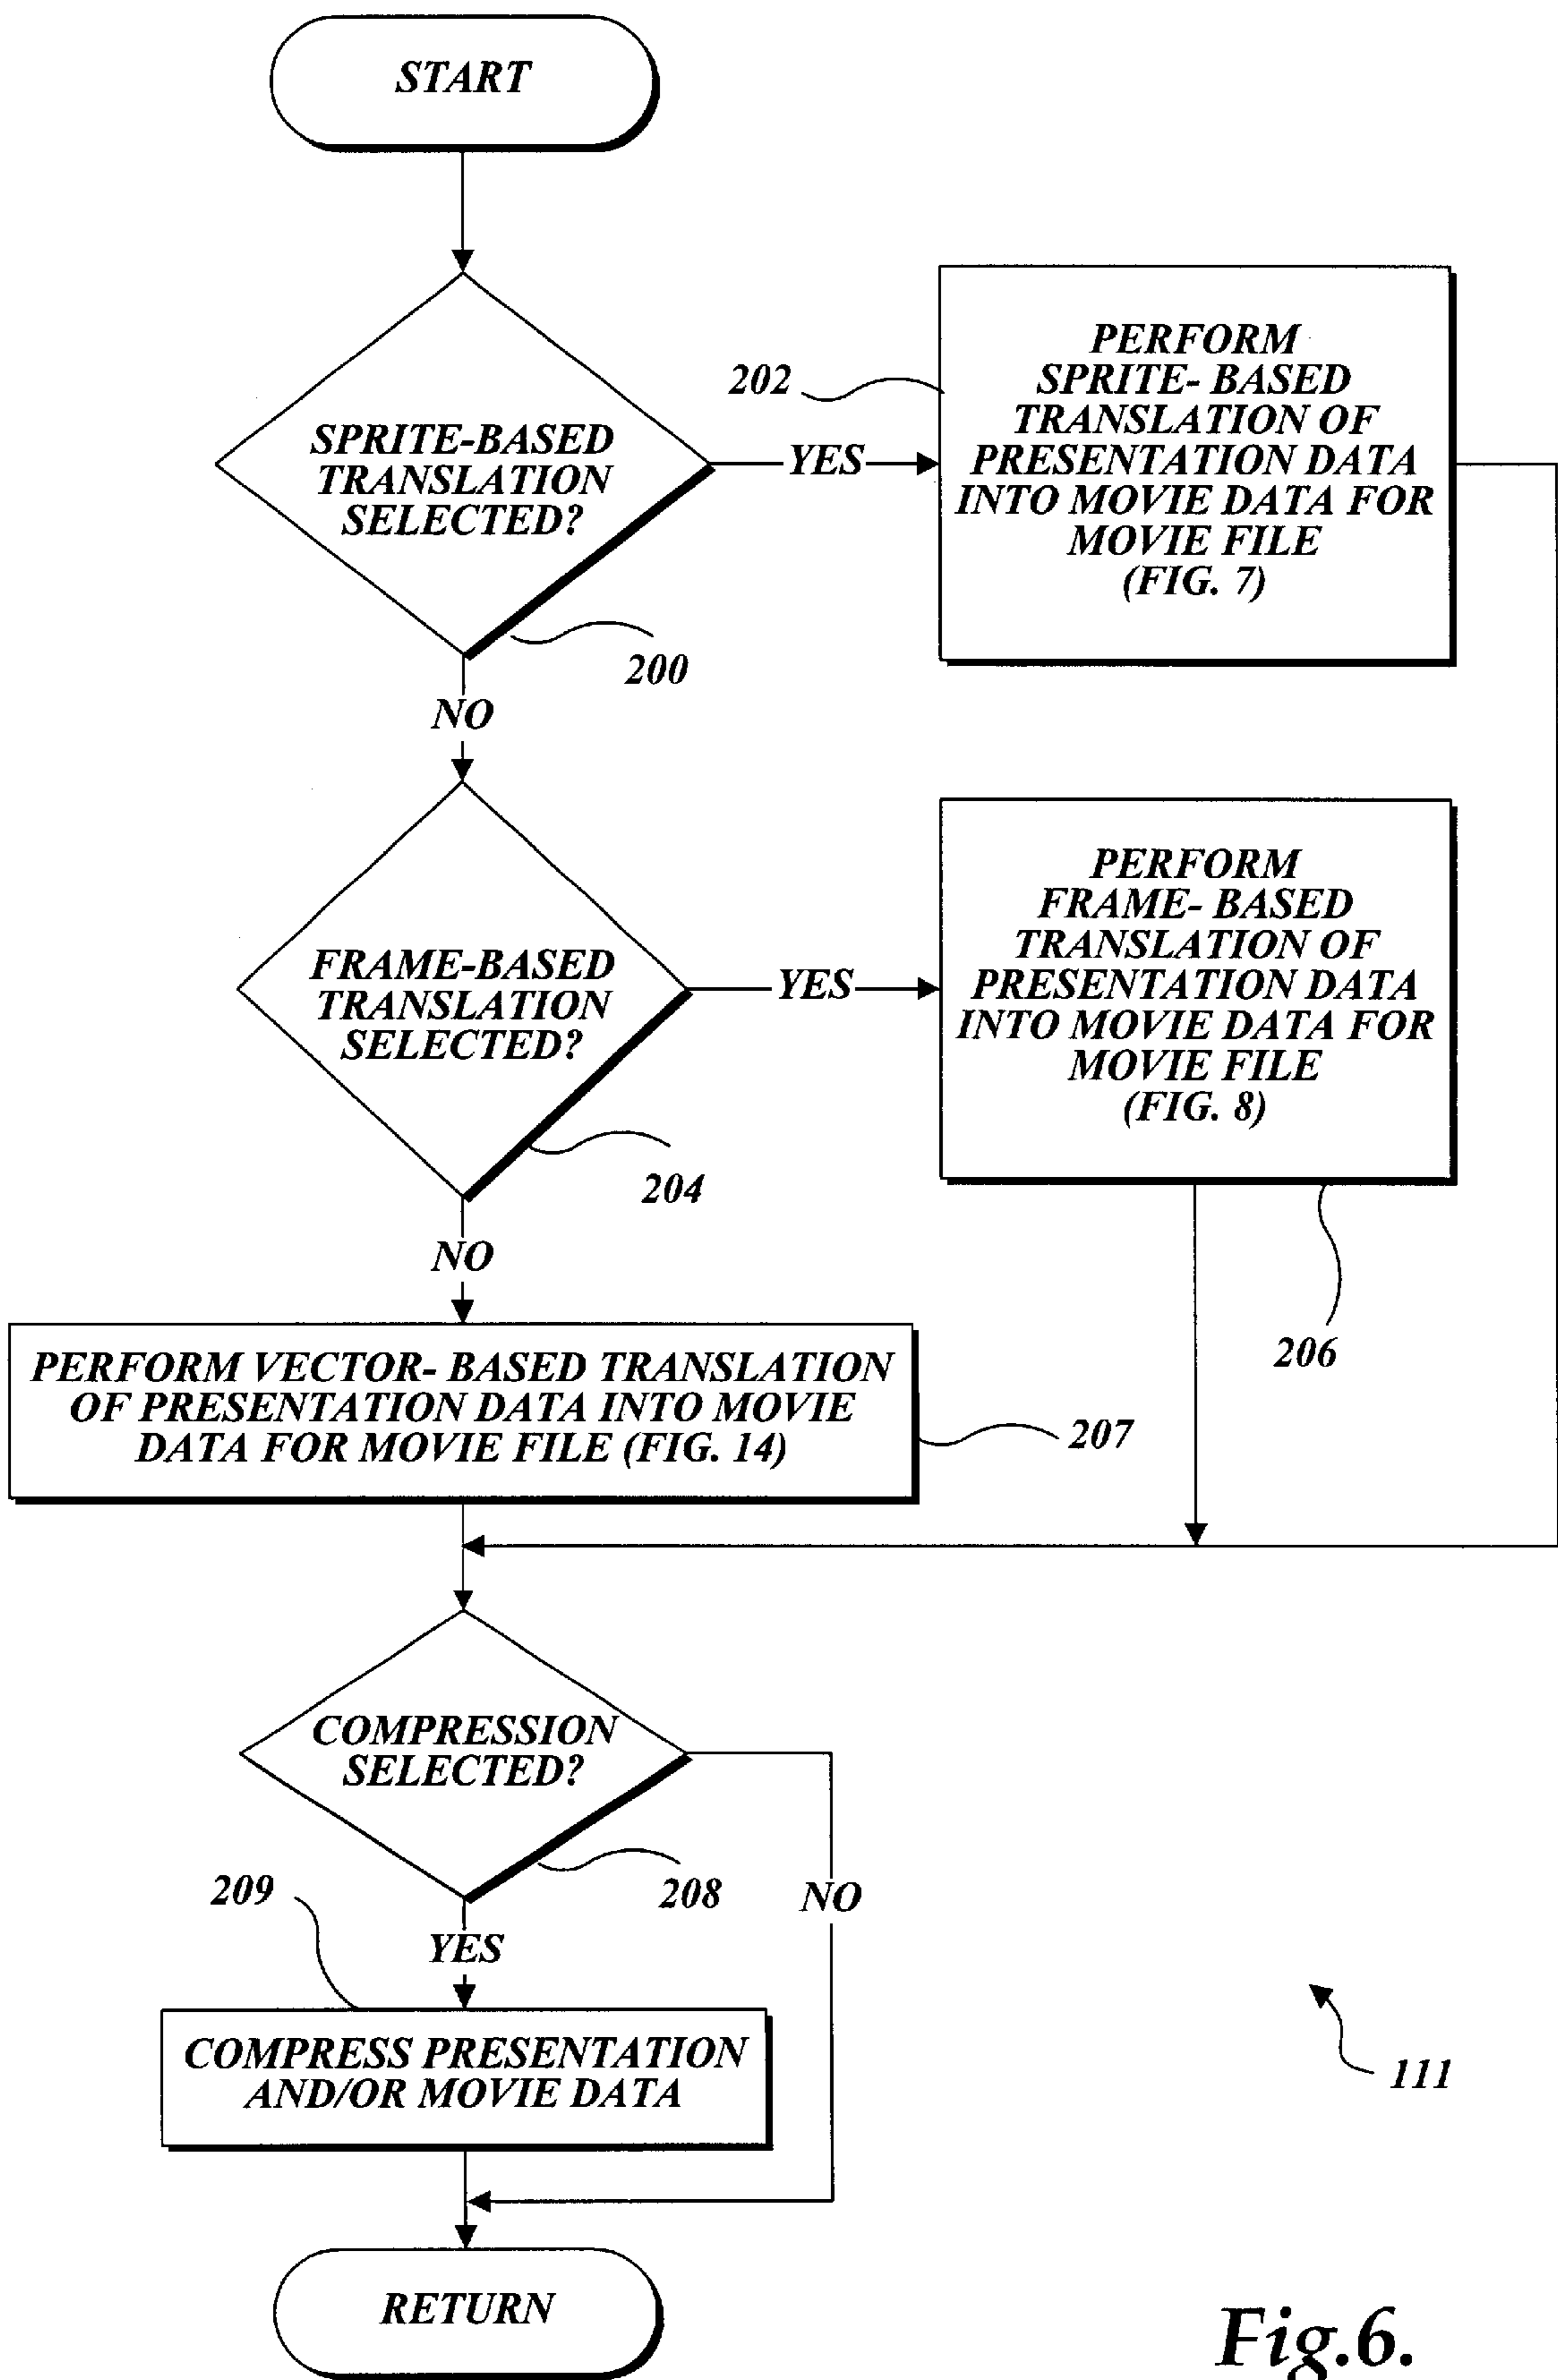 START
SPRITE-BASED
TRANSLATION
SELECTED?
200
YES
202
PERFORM
SPRITE- BASED
TRANSLATION OF
PRESENTATION DATA
INTO MOVIE DATA FOR
MOVIE FILE
(FIG. 7)
NO
FRAME-BASED
TRANSLATION
SELECTED?
204
YES
PERFORM
FRAME- BASED
TRANSLATION OF
PRESENTATION DATA
INTO MOVIE DATA FOR
MOVIE FILE
(FIG. 8)
206
NO
PERFORM VECTOR- BASED TRANSLATION
OF PRESENTATION DATA INTO MOVIE
DATA FOR MOVIE FILE (FIG. 14)
207
COMPRESSION
SELECTED?
208
NO
209
YES
COMPRESS PRESENTATION
AND/OR MOVIE DATA
111
RETURN
Fig.6.